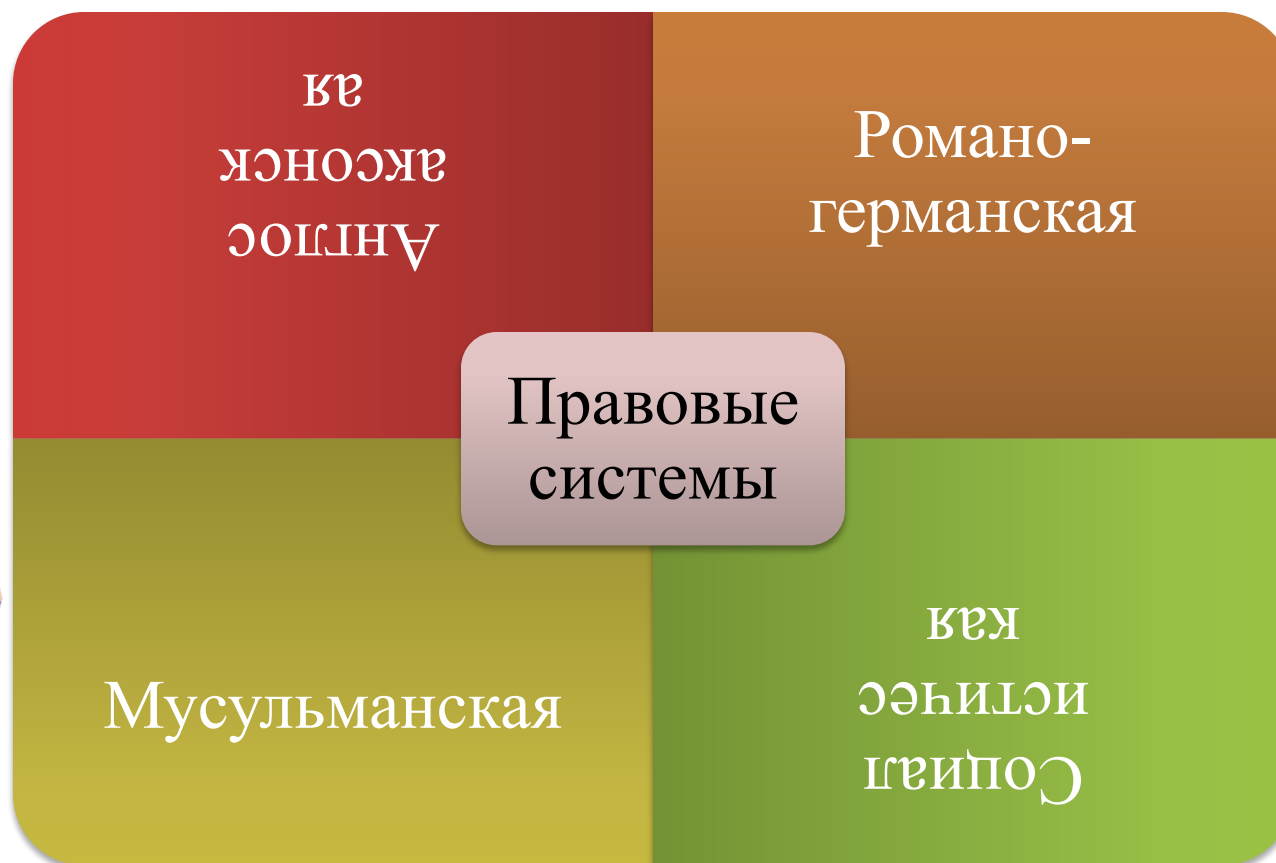 Англос
аксонск
ая
Романо-
германская
Правовые
системы
Мусульманская
Социал
истичес
кая